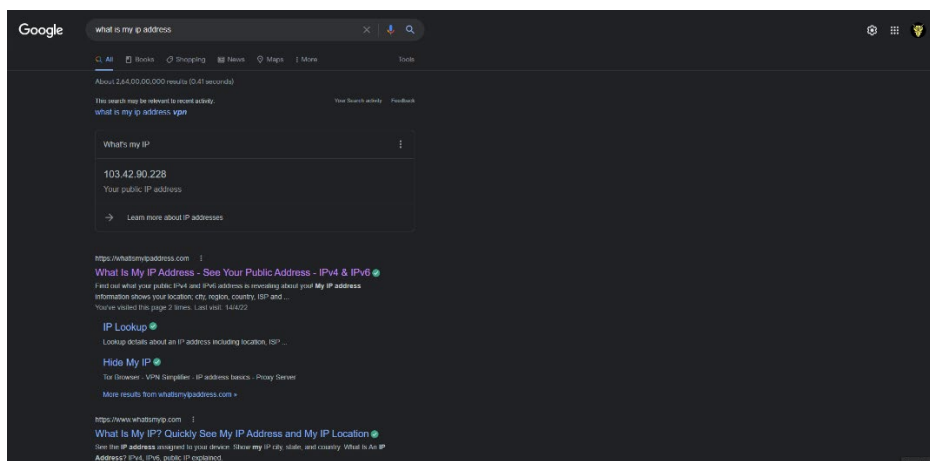 Google
what is my ip address
All Books Shopping News Maps More Tools
About 2,64,00,00,000 results (0.41 seconds)
This search may be relevant to recent activity. Your Search activity Feedback
what is my ip address vpn
What's my IP
103.42.90.228
Your public IP address
Learn more about IP addresses
https://whatismyipaddress.com
What Is My IP Address - See Your Public Address - IPv4 & IPv6
Find out what your public IPv4 and IPv6 address is revealing about you! My IP address
information shows your location; city, region, country, ISP and ...
You've visited this page 2 times. Last visit: 14/4/22
IP Lookup
Lookup details about an IP address including location, ISP ...
Hide My IP
Tor Browser - VPN Simplifier - IP address basics - Proxy Server
More results from whatismyipaddress.com »
https://www.whatismyip.com
What Is My IP? Quickly See My IP Address and My IP Location
See the IP address assigned to your device. Show my IP city, state, and country. What Is An IP
Address? IPv4, IPv6, public IP explained.